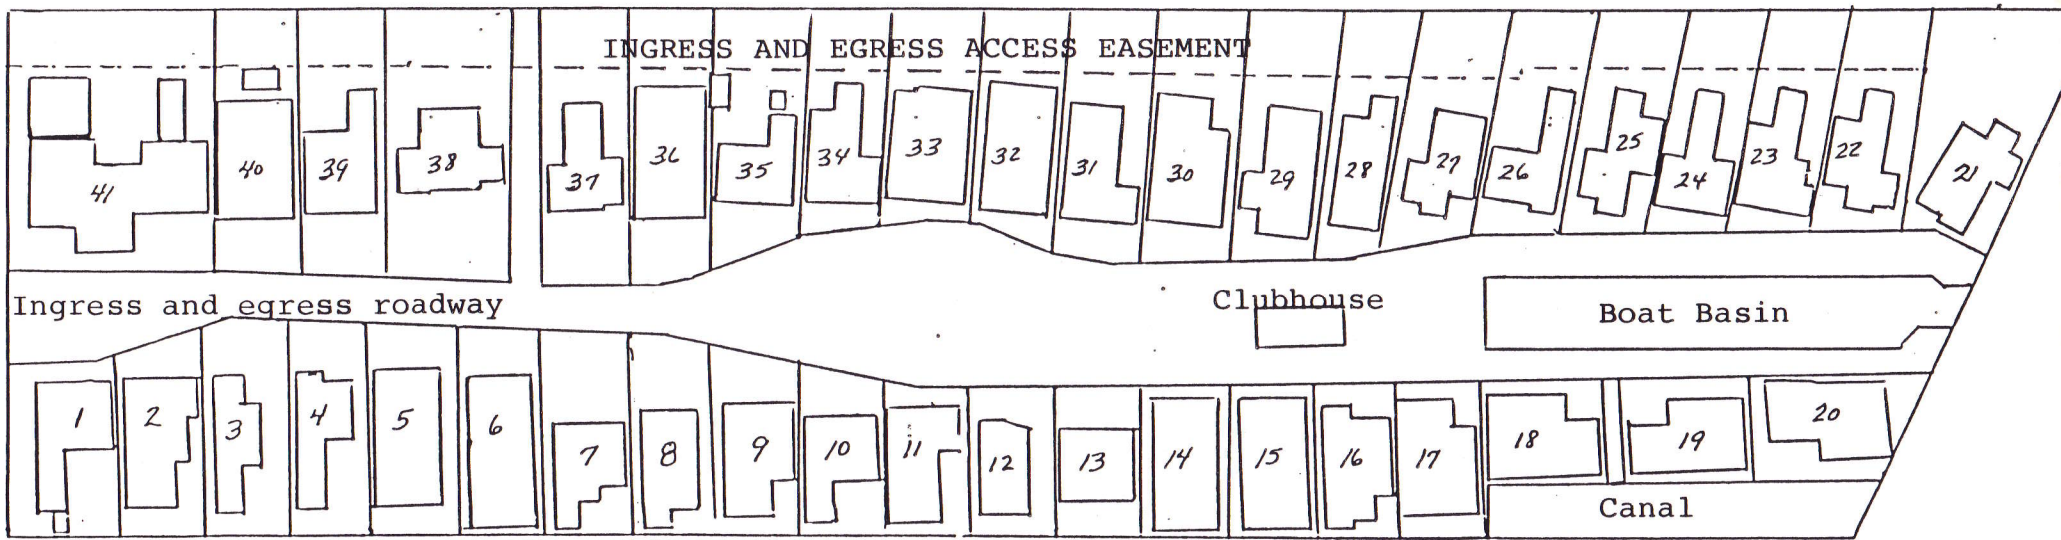 INGRESS AND EGRESS ACCESS EASEMENT
41 40 39 38 37 36 35 34 33 32 31 30 29 28 27 26 25 24 23 22 21
Ingress and egress roadway
Clubhouse
Boat Basin
1 2 3 4 5 6 7 8 9 10 11 12 13 14 15 16 17 18 19 20
Canal